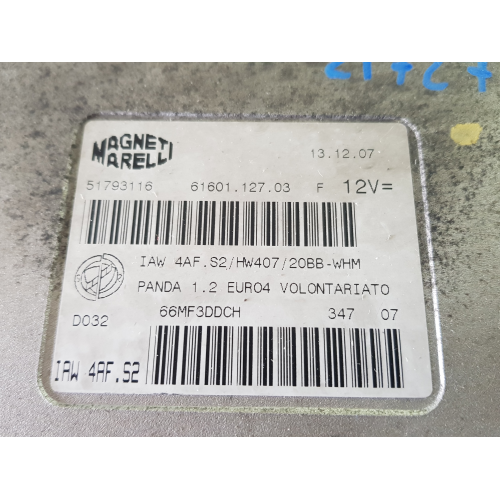 MAGNETI
MARELLI
13.12.07
51793116 61601.127.03 F 12V=
IAW 4AF.S2/HW407/20BB-WHM
PANDA 1.2 EURO4 VOLONTARIATO
D032 66MF3DDCH 347 07
IAW 4AF.S2